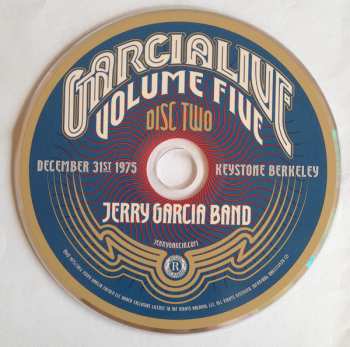 GARCIALIVE
VOLUME FIVE
DISC TWO
DECEMBER 31ST 1975 KEYSTONE BERKELEY
JERRY GARCIA BAND
JERRYGARCIA.COM
R